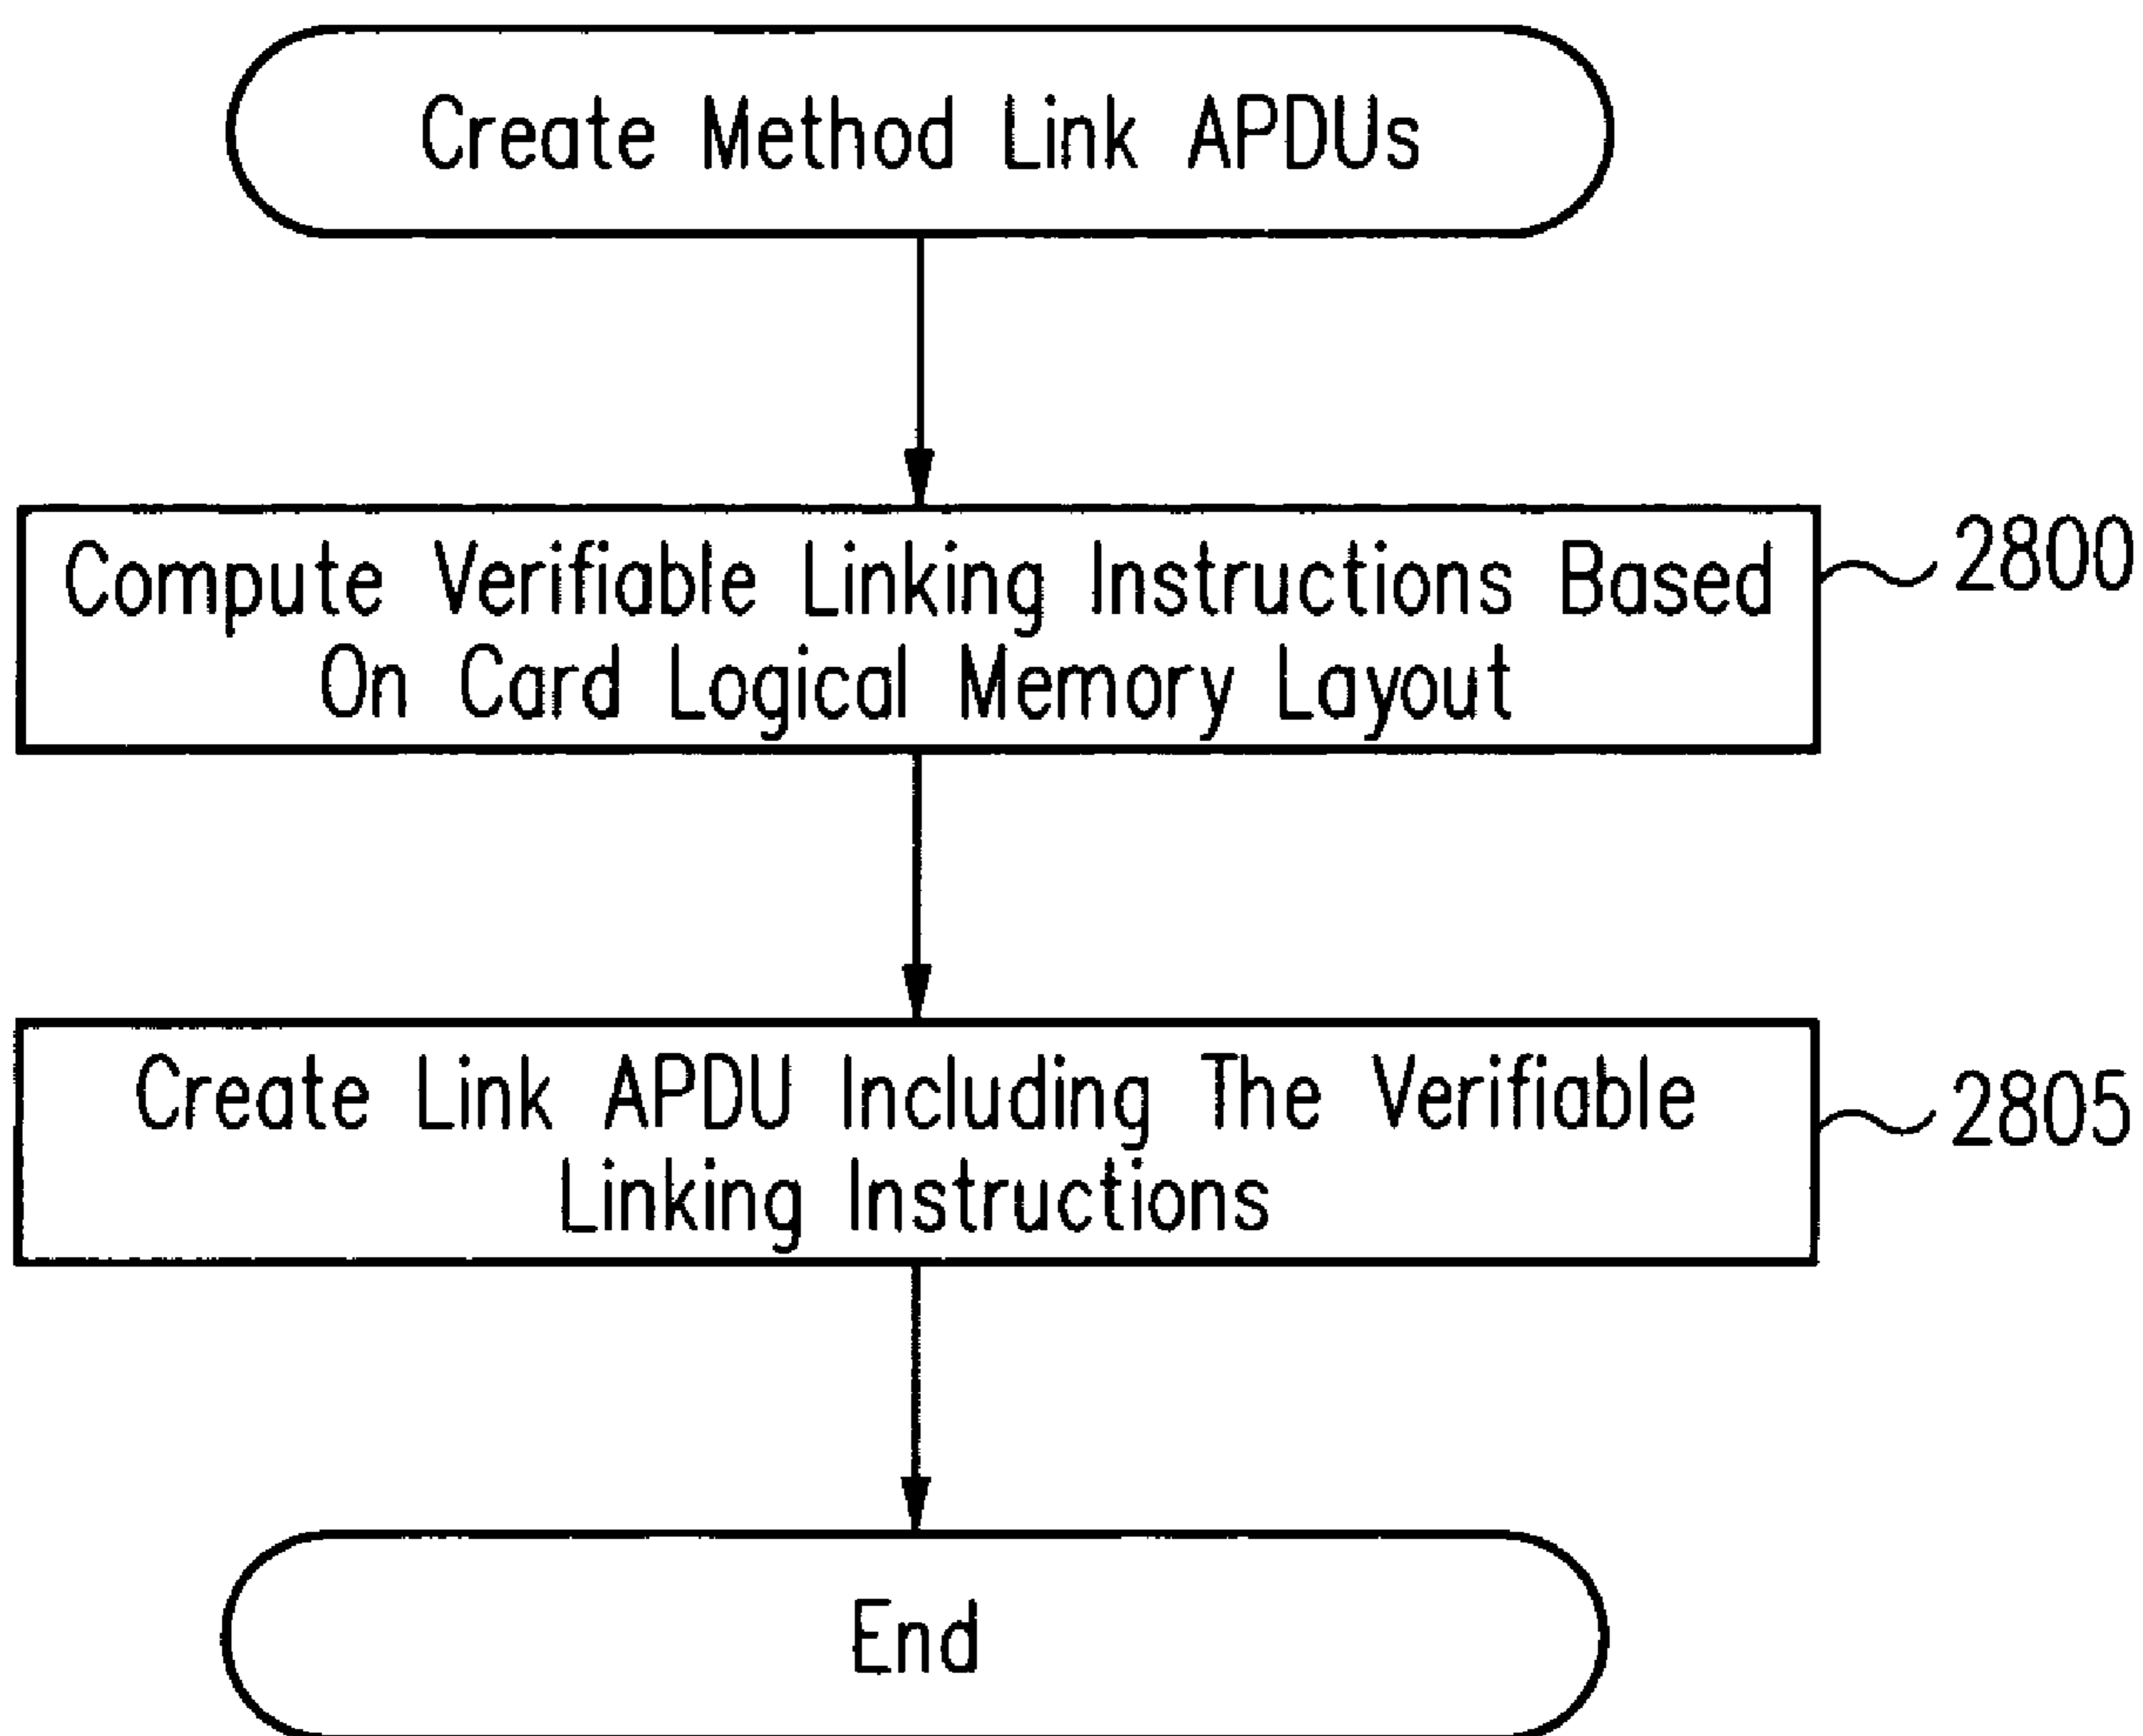 Create Method Link APDUs
Compute Verifiable Linking Instructions Based
On Card Logical Memory Layout
2800
Create Link APDU Including The Verifiable
Linking Instructions
2805
End